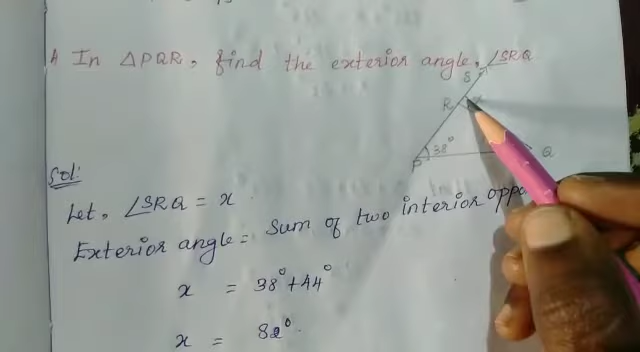 In △PQR, find the exterior angle, ∠SRQ
S
R x
38°
P Q
Sol:
Let, ∠SRQ = x
Exterior angle = Sum of two interior
x = 38° + 44°
x = 82°.